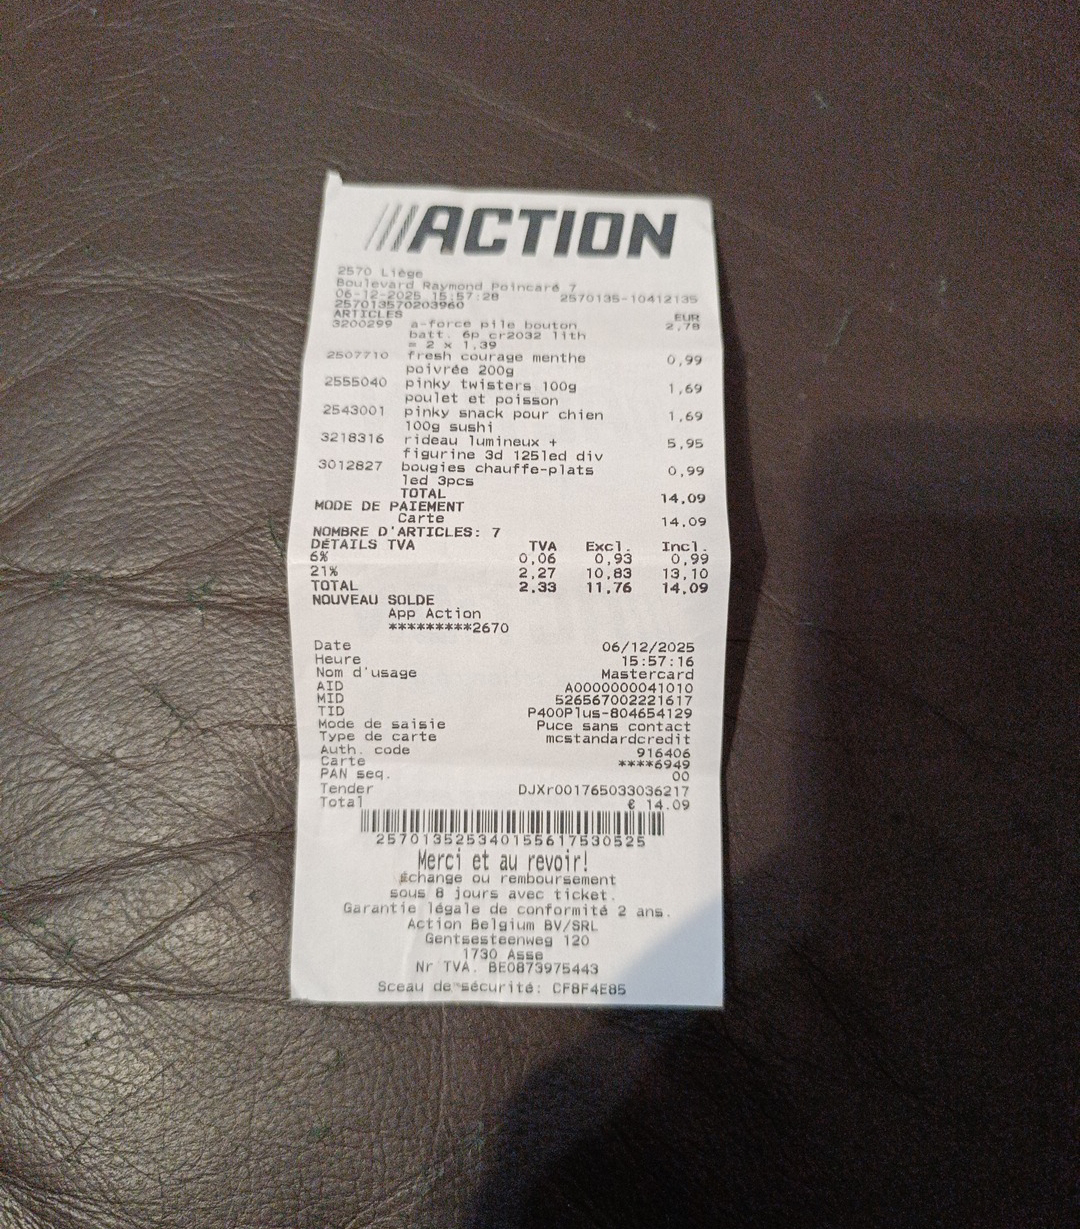 ACTION
2570 Liège
Boulevard Raymond Poincaré 7
06-12-2025 15:57:28 2570135-10412135
257013570203960
ARTICLES EUR
3200299 a-force pile bouton 2,78
batt. 6p cr2032 lith
= 2 x 1,39
2507710 fresh courage menthe 0,99
poivrée 200g
2555040 pinky twisters 100g 1,69
poulet et poisson
2543001 pinky snack pour chien 1,69
100g sushi
3218316 rideau lumineux + 5,95
figurine 3d 125led div
3012827 bougies chauffe-plats 0,99
led 3pcs
TOTAL 14,09
MODE DE PAIEMENT
Carte 14,09
NOMBRE D'ARTICLES: 7
DÉTAILS TVA TVA Excl. Incl.
6% 0,06 0,93 0,99
21% 2,27 10,83 13,10
TOTAL 2,33 11,76 14,09
NOUVEAU SOLDE
App Action
*********2670
Date 06/12/2025
Heure 15:57:16
Nom d'usage Mastercard
AID A0000000041010
MID 526567002221617
TID P400Plus-804654129
Mode de saisie Puce sans contact
Type de carte mcstandardcredit
Auth. code 916406
Carte ****6949
PAN seq. 00
Tender DJXr001765033036217
Total € 14.09
257013525340155617530525
Merci et au revoir!
Échange ou remboursement
sous 8 jours avec ticket.
Garantie légale de conformité 2 ans.
Action Belgium BV/SRL
Gentsesteenweg 120
1730 Asse
Nr TVA. BE0873975443
Sceau de sécurité: CF8F4E85